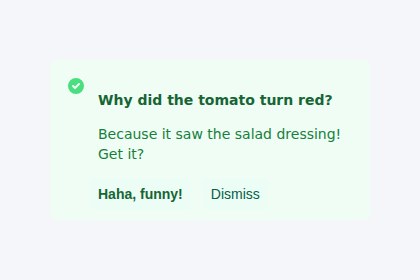 Why did the tomato turn red?
Because it saw the salad dressing!
Get it?
Haha, funny! Dismiss